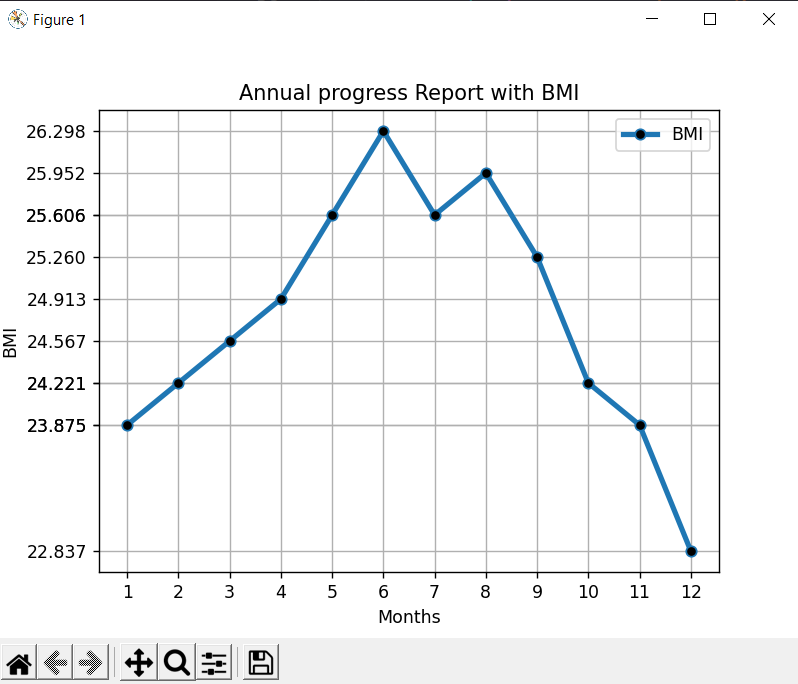 Figure 1
Annual progress Report with BMI
BMI
26.298
25.952
25.606
25.260
24.913
24.567
24.221
23.875
22.837
BMI
1 2 3 4 5 6 7 8 9 10 11 12
Months